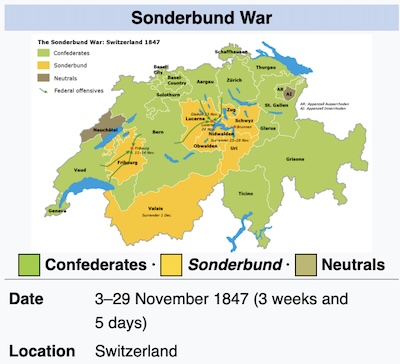 Sonderbund War
The Sonderbund War: Switzerland 1847
Confederates
Sonderbund
Neutrals
Federal offensives
Schaffhausen
Basel-City
Basel-Country
Thurgau
Aargau
Zürich
Solothurn
AR
AI
St. Gallen
AR: Appenzell Ausserrhoden
AI: Appenzell Innerrhoden
Zug
Lucerne
Schwyz
Neuchâtel
Bern
Nidwalden
Glarus
Obwalden
Uri
Fribourg
Grisons
Vaud
Ticino
Valais
Surrender 1 Dec.
Geneva
Confederates · Sonderbund · Neutrals
Date 3–29 November 1847 (3 weeks and
5 days)
Location Switzerland